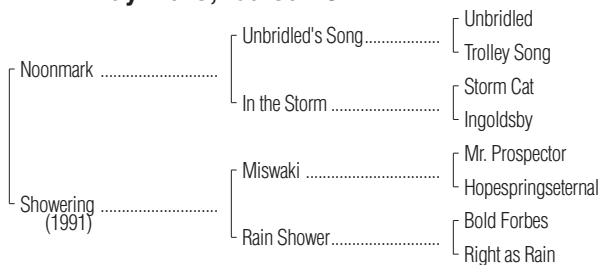 Unbridled
Unbridled's Song
Trolley Song
Noonmark
Storm Cat
In the Storm
Ingoldsby
Mr. Prospector
Miswaki
Hopespringseternal
Showering
(1991)
Bold Forbes
Rain Shower
Right as Rain